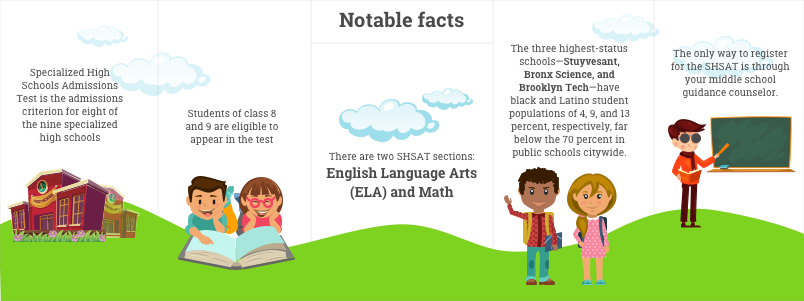 Notable facts
Specialized High
Schools Admissions
Test is the admissions
criterion for eight of
the nine specialized
high schools
Students of class 8
and 9 are eligible to
appear in the test
There are two SHSAT sections:
English Language Arts
(ELA) and Math
The three highest-status
schools—Stuyvesant,
Bronx Science, and
Brooklyn Tech—have
black and Latino student
populations of 4, 9, and 13
percent, respectively, far
below the 70 percent in
public schools citywide.
The only way to register
for the SHSAT is through
your middle school
guidance counselor.